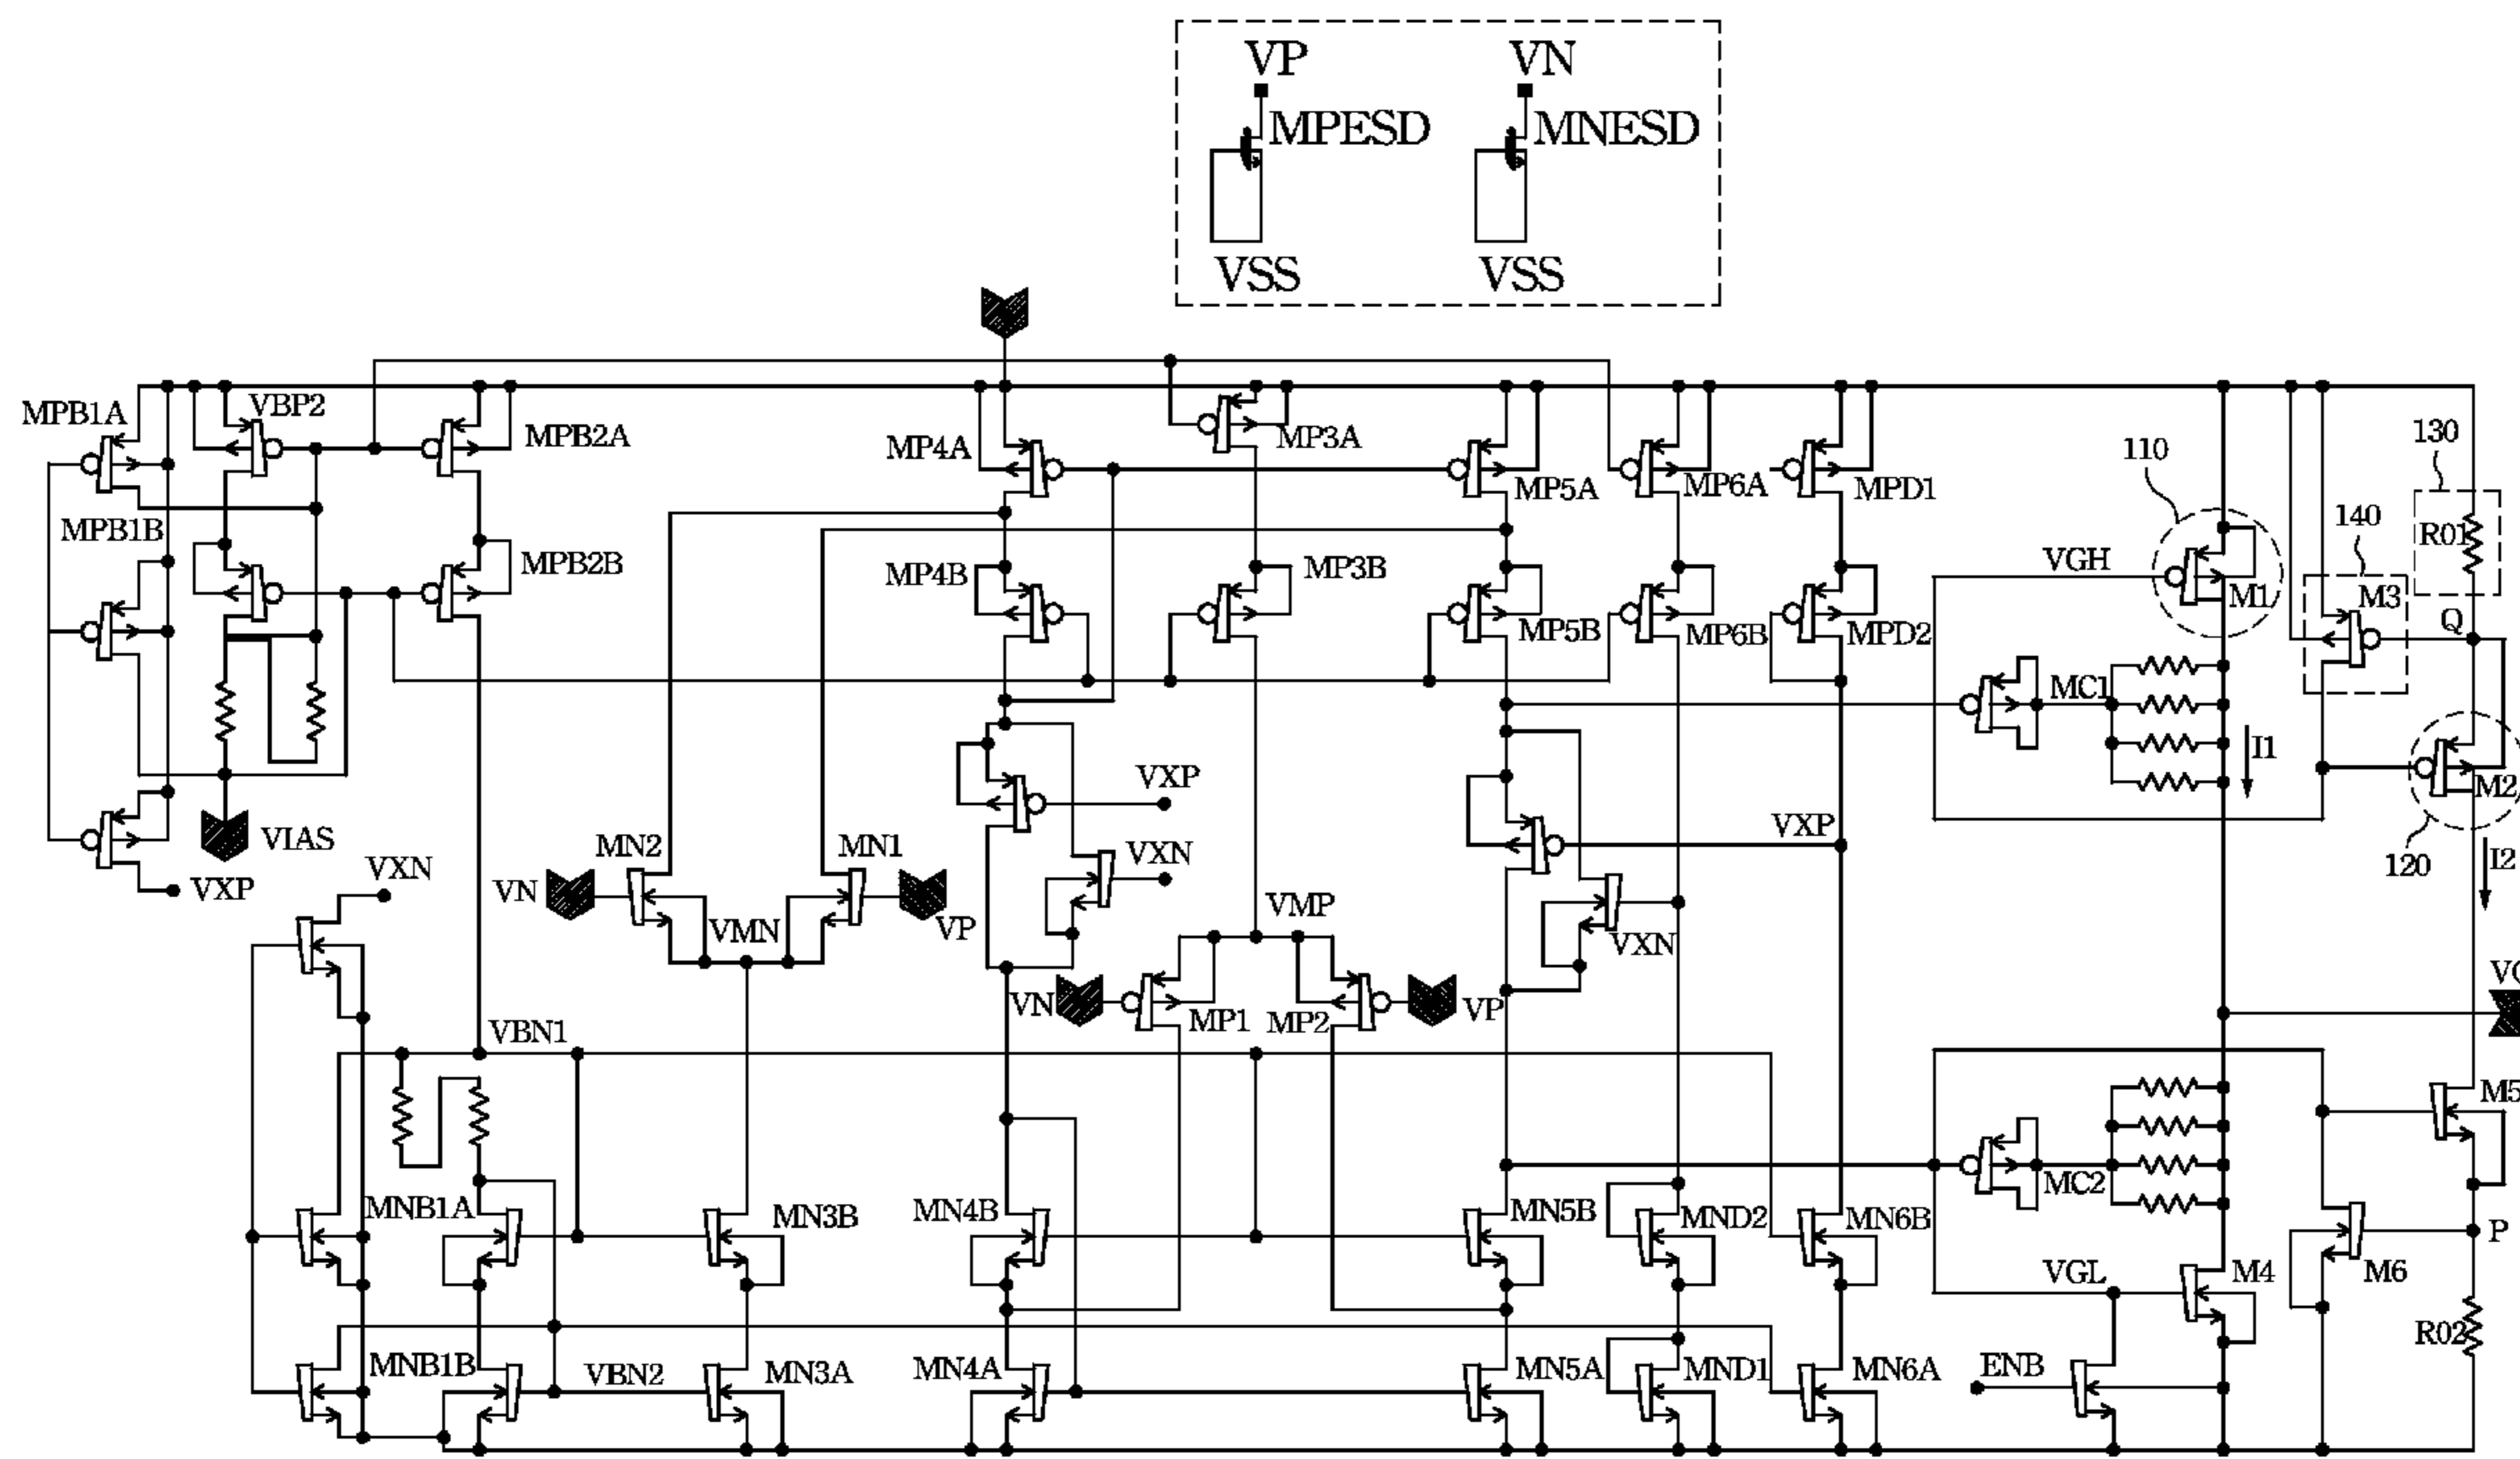 VP VN
MPESD MNESD
VSS VSS
MPB1A VBP2 MPB2A MP4A MP3A MP5A MP6A MPD1 110 130
MPB1B MPB2B MP4B MP3B MP5B MP6B MPD2 VGH M1 140 M3 R01 Q
MC1 I1 M2
VIAS VXP VXP 120 I2
VXP VXN MN2 MN1 VXN
VN VMN VP VMP VXN
VN MP1 MP2 VP
VBN1 M5
MNB1A MN3B MN4B MN5B MND2 MN6B MC2 P
VGL M4 M6
R02
MNB1B VBN2 MN3A MN4A MN5A MND1 MN6A ENB